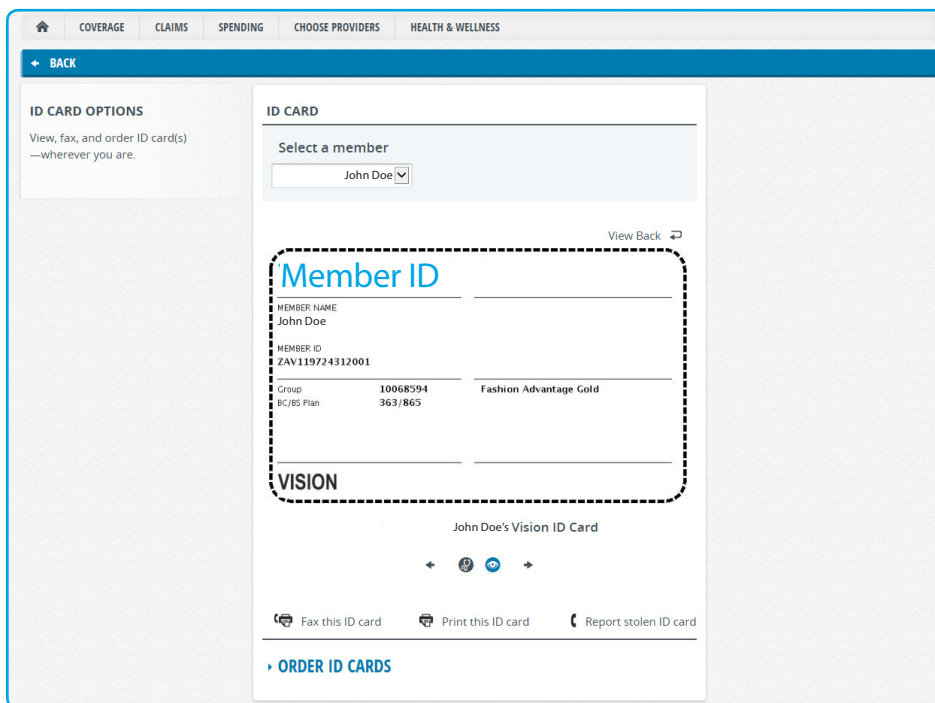 COVERAGE CLAIMS SPENDING CHOOSE PROVIDERS HEALTH & WELLNESS
BACK
ID CARD OPTIONS
View, fax, and order ID card(s)
—wherever you are.
ID CARD
Select a member
John Doe
View Back
Member ID
MEMBER NAME
John Doe
MEMBER ID
ZAV119724312001
Group 10068594 Fashion Advantage Gold
BC/BS Plan 363/865
VISION
John Doe's Vision ID Card
Fax this ID card Print this ID card Report stolen ID card
ORDER ID CARDS